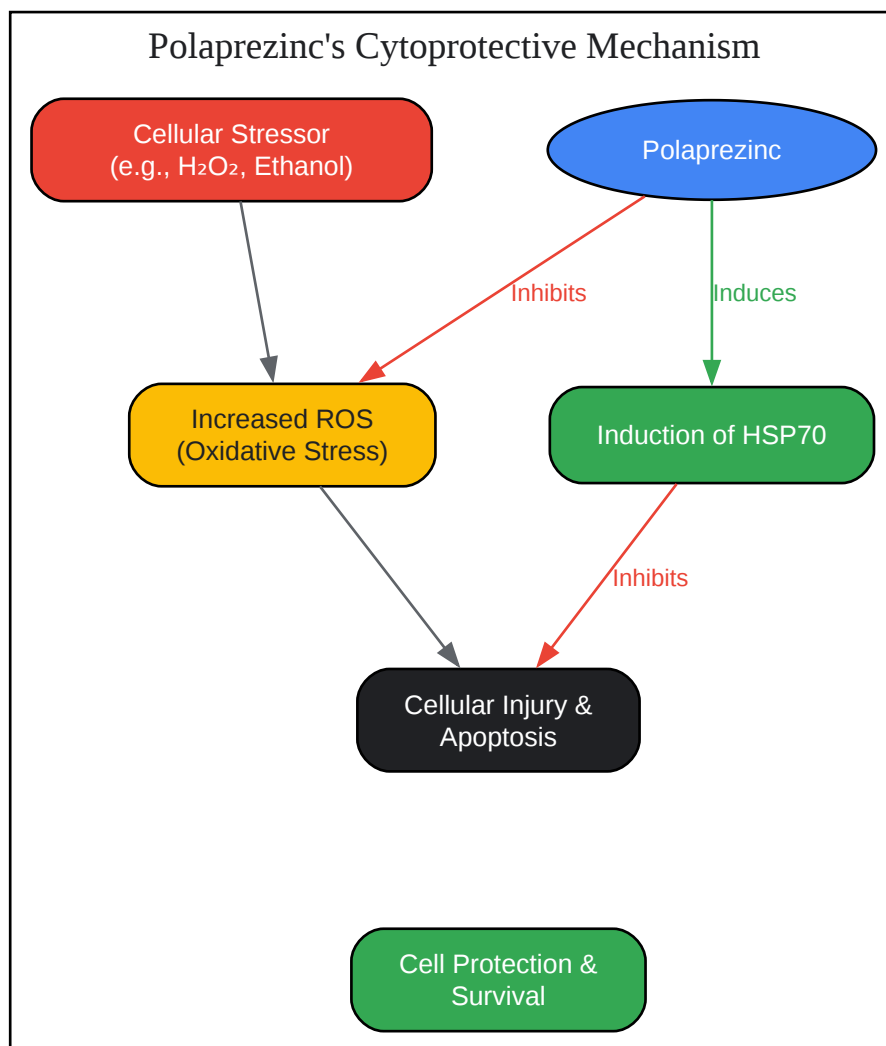 Polaprezinc's Cytoprotective Mechanism
Cellular Stressor
(e.g., H₂O₂, Ethanol)
Polaprezinc
Inhibits
Induces
Increased ROS
(Oxidative Stress)
Induction of HSP70
Inhibits
Cellular Injury &
Apoptosis
Cell Protection &
Survival